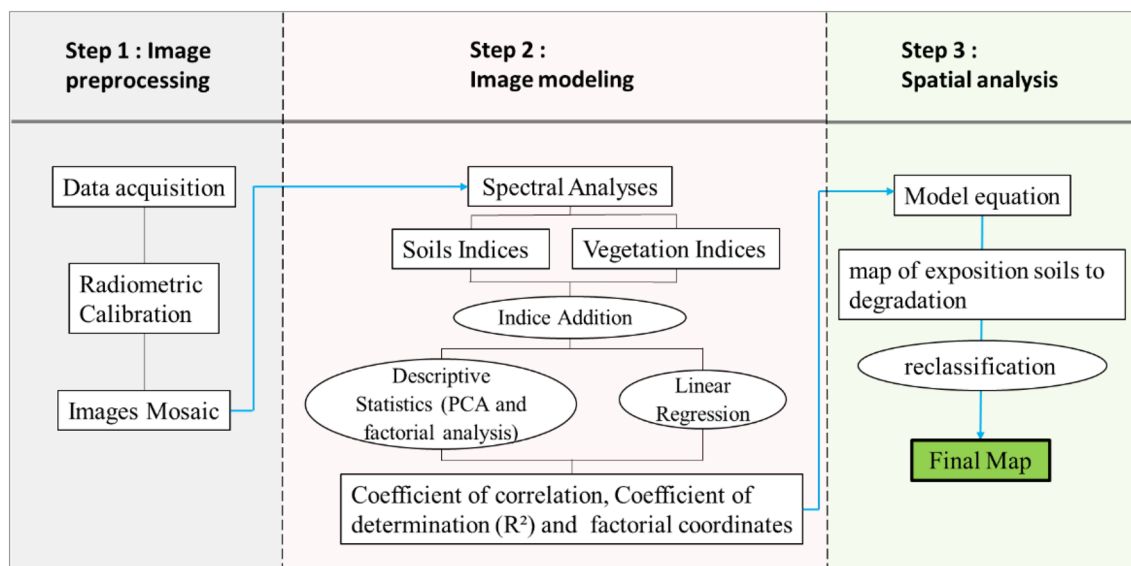 Step 1 : Image
preprocessing
Step 2 :
Image modeling
Step 3 :
Spatial analysis
Data acquisition
Radiometric
Calibration
Images Mosaic
Spectral Analyses
Soils Indices
Vegetation Indices
Indice Addition
Descriptive
Statistics (PCA and
factorial analysis)
Linear
Regression
Coefficient of correlation, Coefficient of
determination (R²) and factorial coordinates
Model equation
map of exposition soils to
degradation
reclassification
Final Map